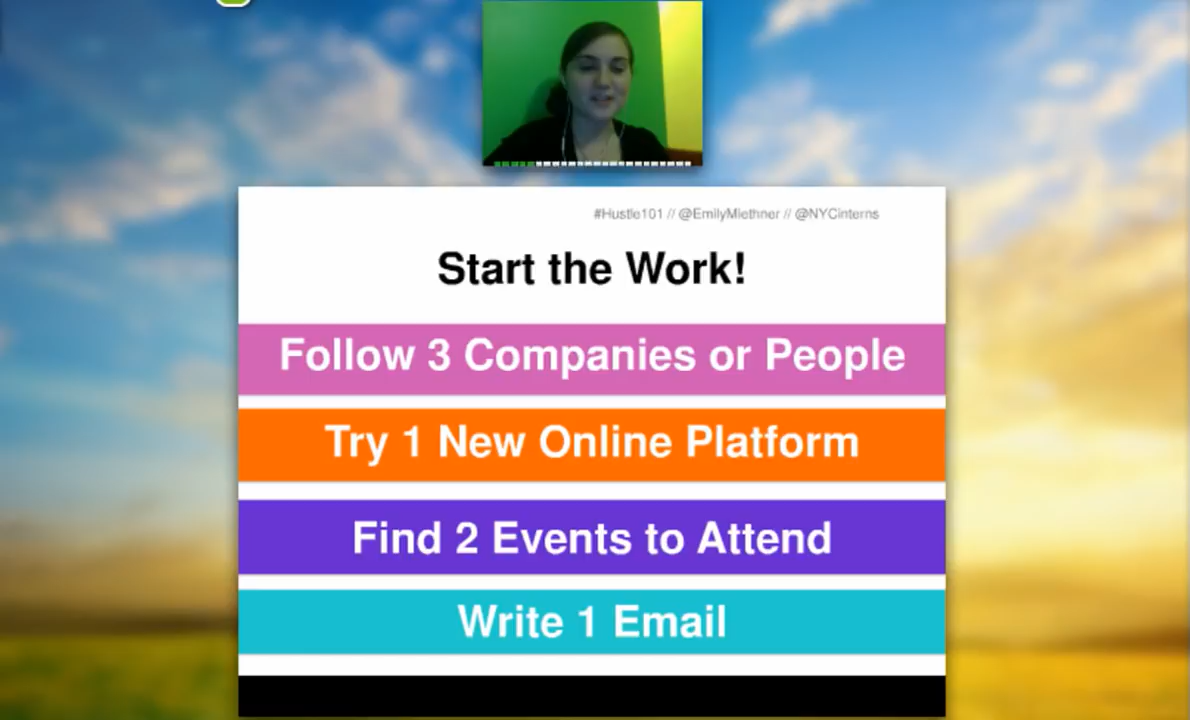 #Hustle101 // @EmilyMiethner // @NYCinterns
Start the Work!
Follow 3 Companies or People
Try 1 New Online Platform
Find 2 Events to Attend
Write 1 Email